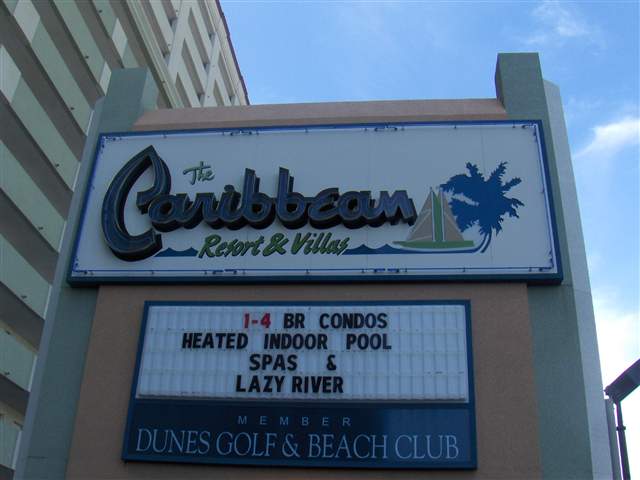 The
Caribbean
Resort & Villas
1-4 BR CONDOS
HEATED INDOOR POOL
SPAS &
LAZY RIVER
MEMBER
DUNES GOLF & BEACH CLUB